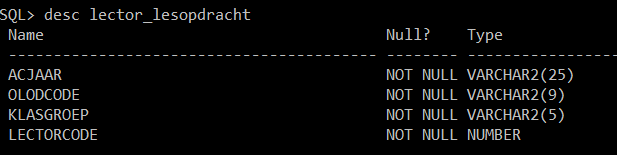 SQL> desc lector_lesopdracht
Name Null? Type
----------------------------------------- -------- -----------------
ACJAAR NOT NULL VARCHAR2(25)
OLODCODE NOT NULL VARCHAR2(9)
KLASGROEP NOT NULL VARCHAR2(5)
LECTORCODE NOT NULL NUMBER